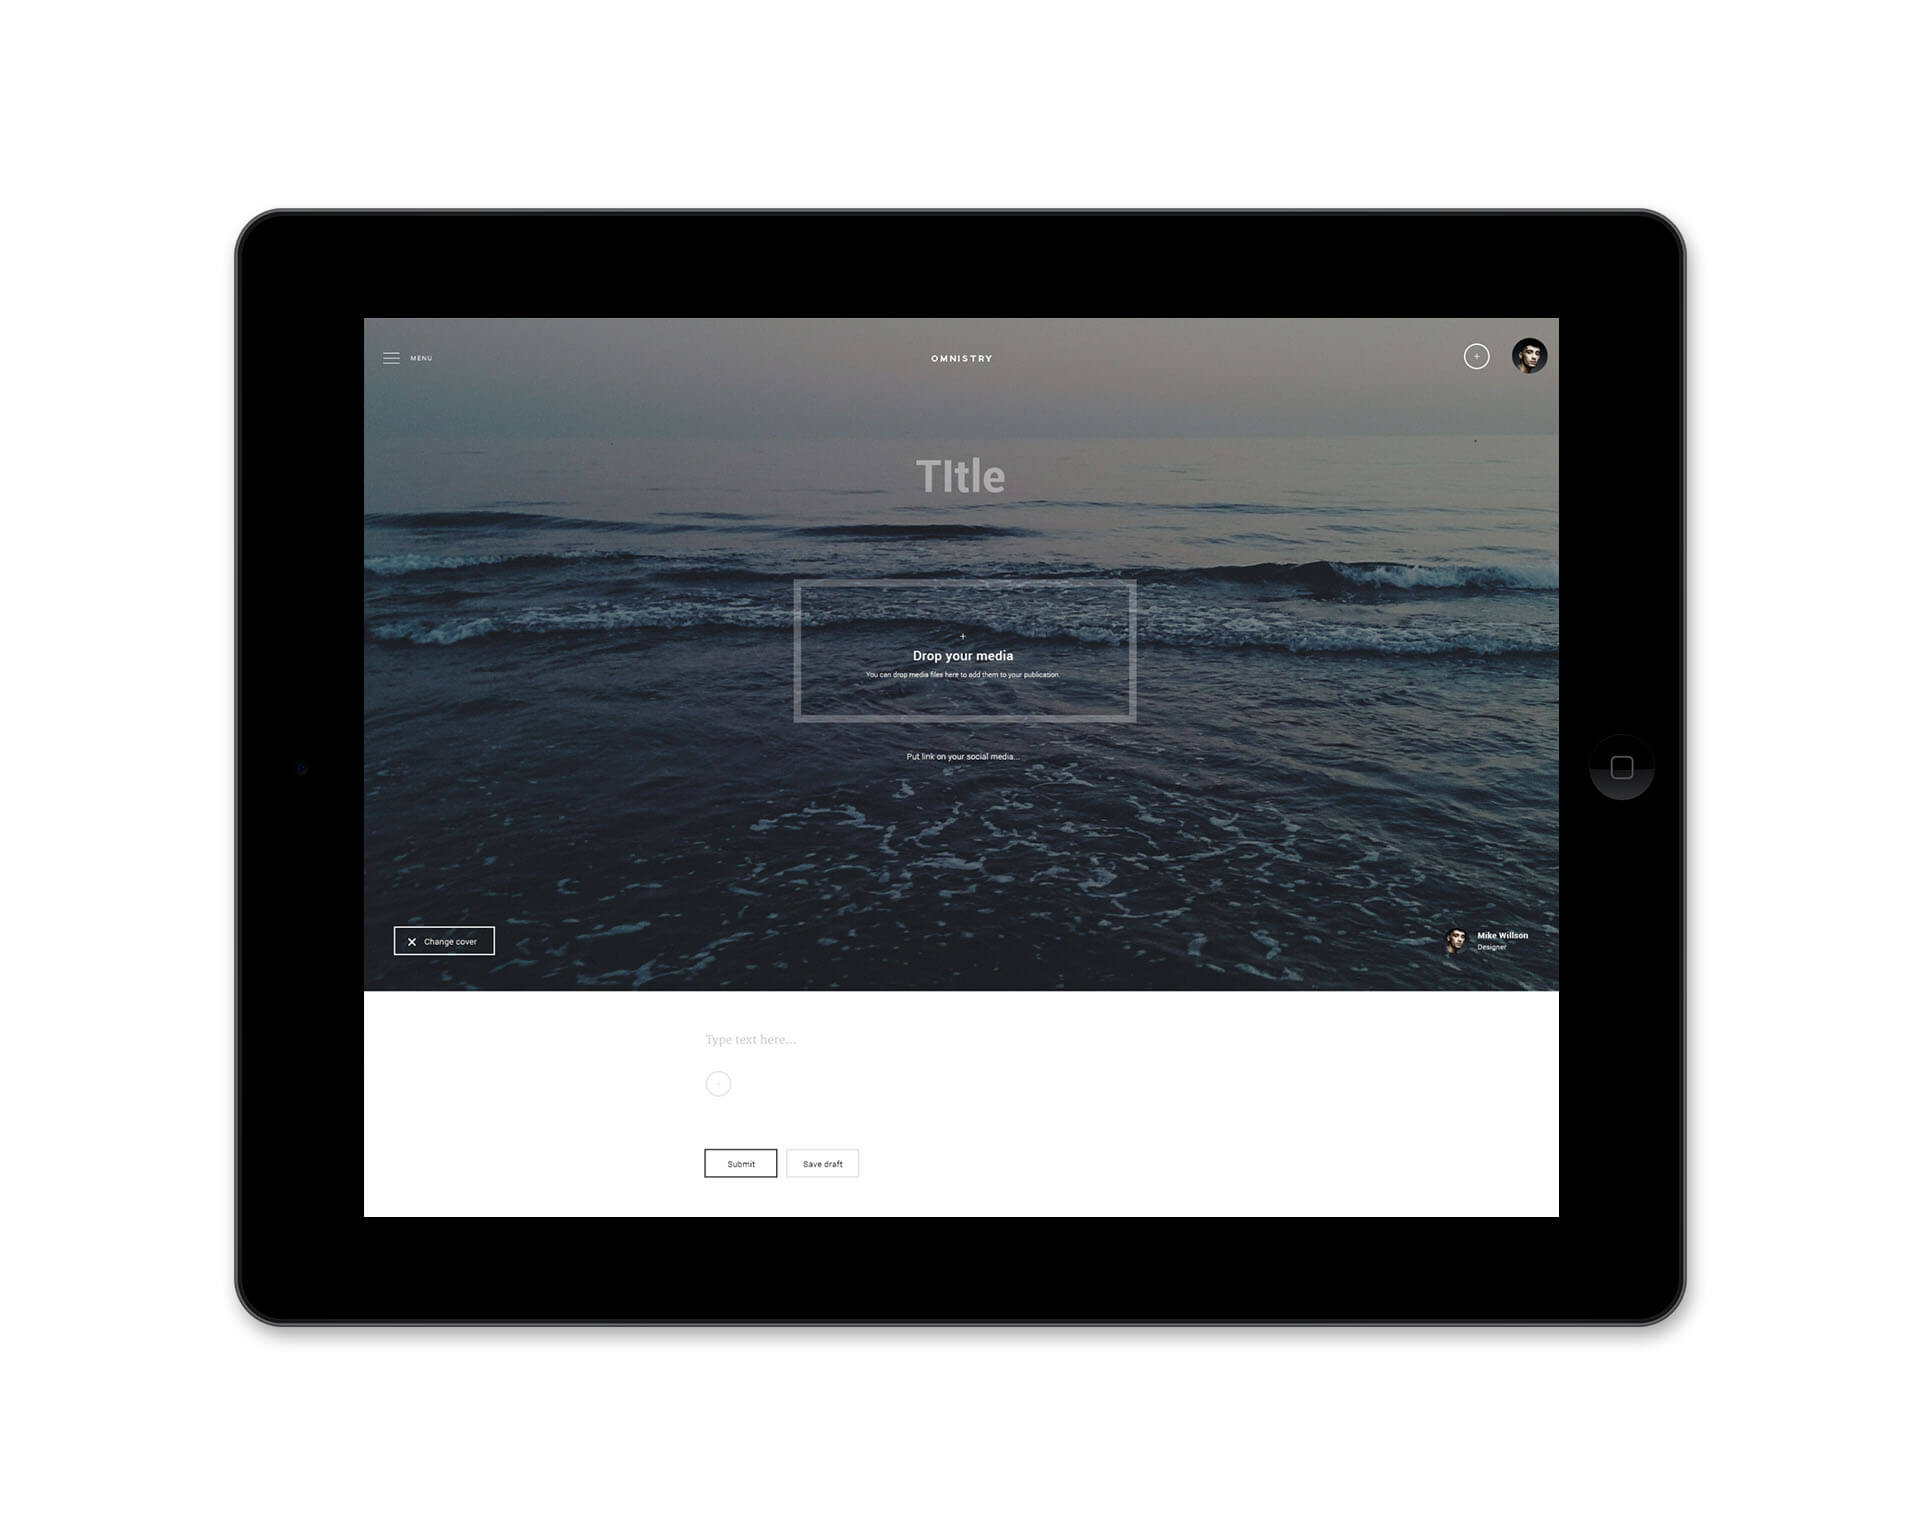 MENU
OMNISTRY
TItle
Drop your media
You can drop media files here to add them to your publication.
Put link on your social media...
Change cover
Mike Willson
Designer
Type text here...
Submit
Save draft